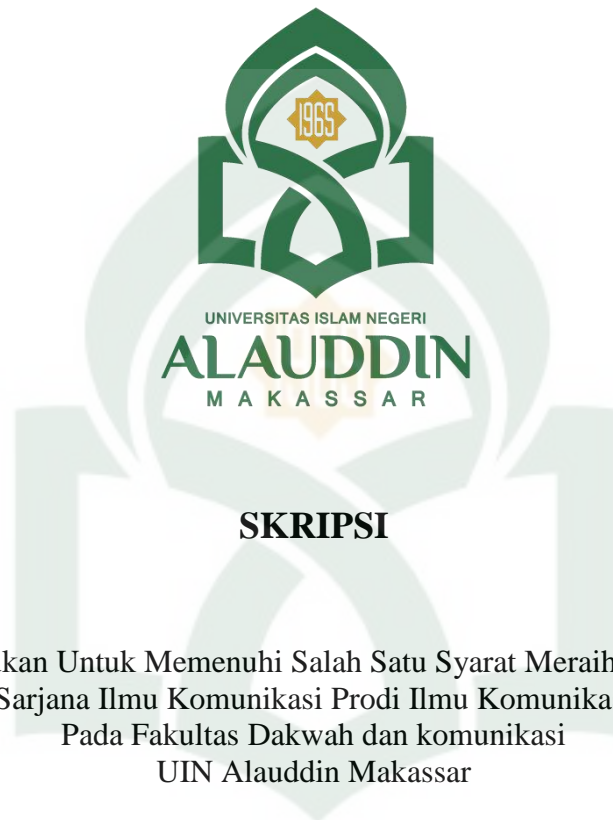 1965
UNIVERSITAS ISLAM NEGERI
ALAUDDIN
MAKASSAR
SKRIPSI
Untuk Memenuhi Salah Satu Syarat Meraih
Sarjana Ilmu Komunikasi Prodi Ilmu
Pada Fakultas Dakwah dan komunikasi
UIN Alauddin Makassar